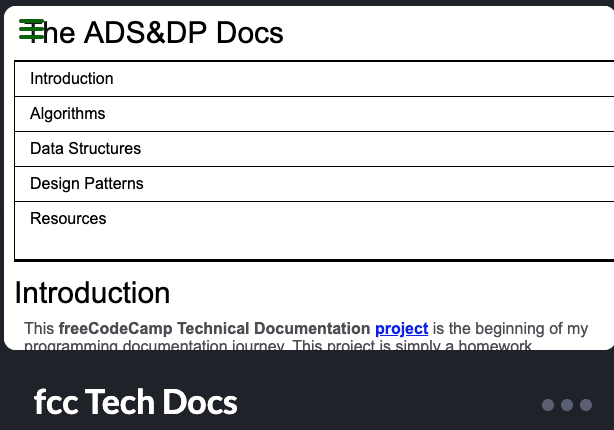 The ADS&DP Docs
Introduction
Algorithms
Data Structures
Design Patterns
Resources
Introduction
This freeCodeCamp Technical Documentation project is the beginning of my
programming documentation journey. This project is simply a homework
fcc Tech Docs